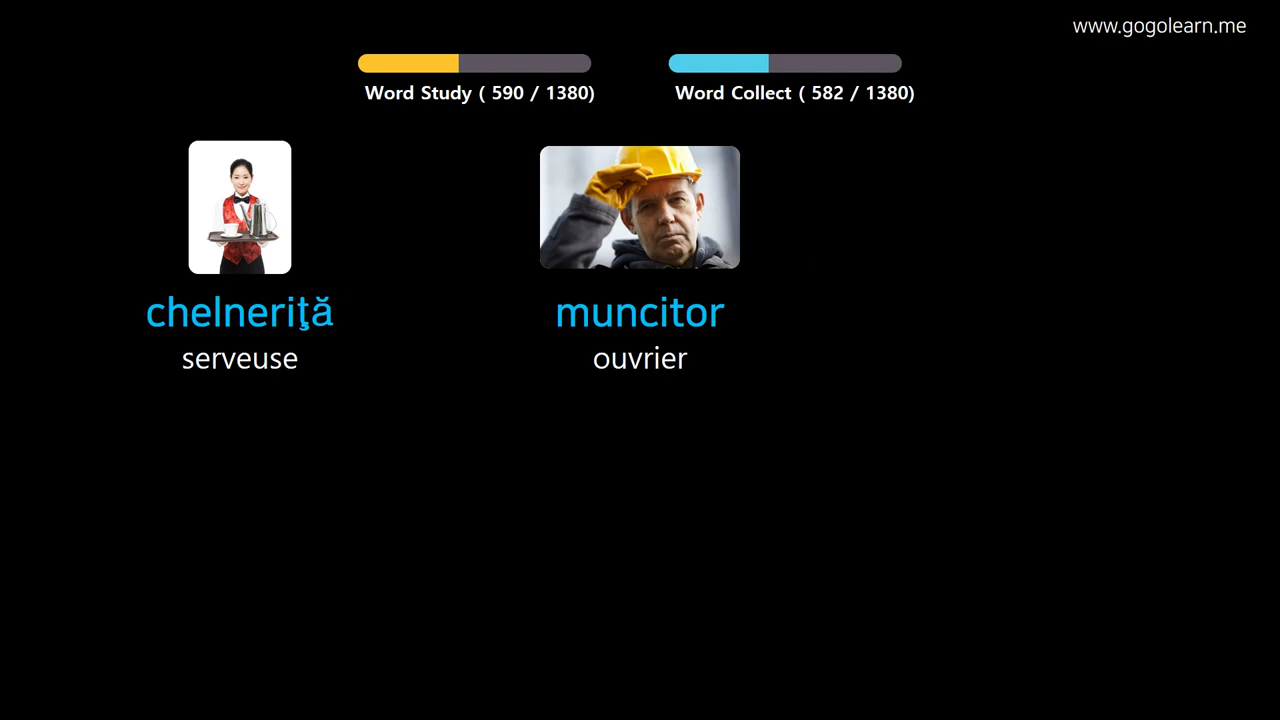 www.gogolearn.me
Word Study ( 590 / 1380)
Word Collect ( 582 / 1380)
chelneriţă
serveuse
muncitor
ouvrier